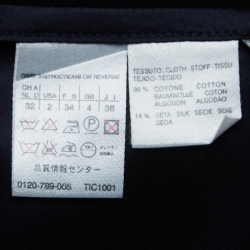 CARE INSTRUCTIONS ON REVERSE
CH A
NL D USA F GB J
32 2 34 4 36
品質情報センター
0120-789-005 TIC1001
TESSUTO-CLOTH-STOFF-TISSU
TEJIDO-TECIDO
86 % COTONE COTTON
BAUMWOLLE COTON
ALGODON ALGODÃO
14 % SETA SILK SEIDE SOIE
SEDA